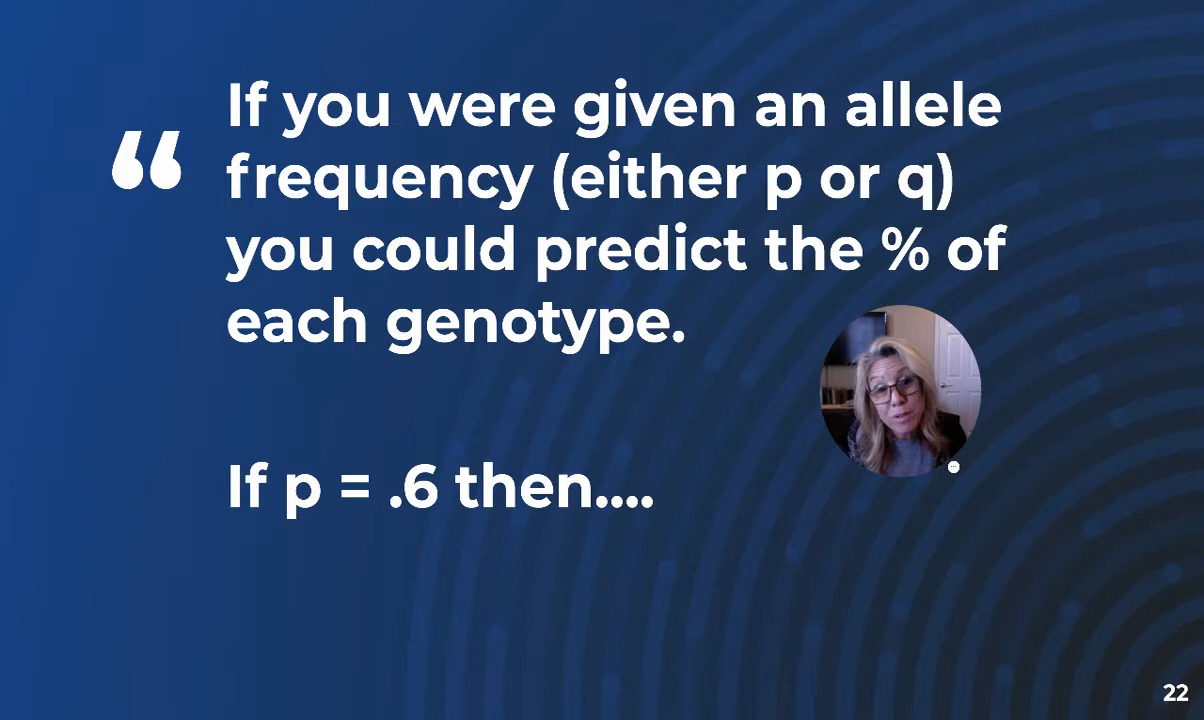 “
If you were given an allele
frequency (either p or q)
you could predict the % of
each genotype.
If p = .6 then....
22